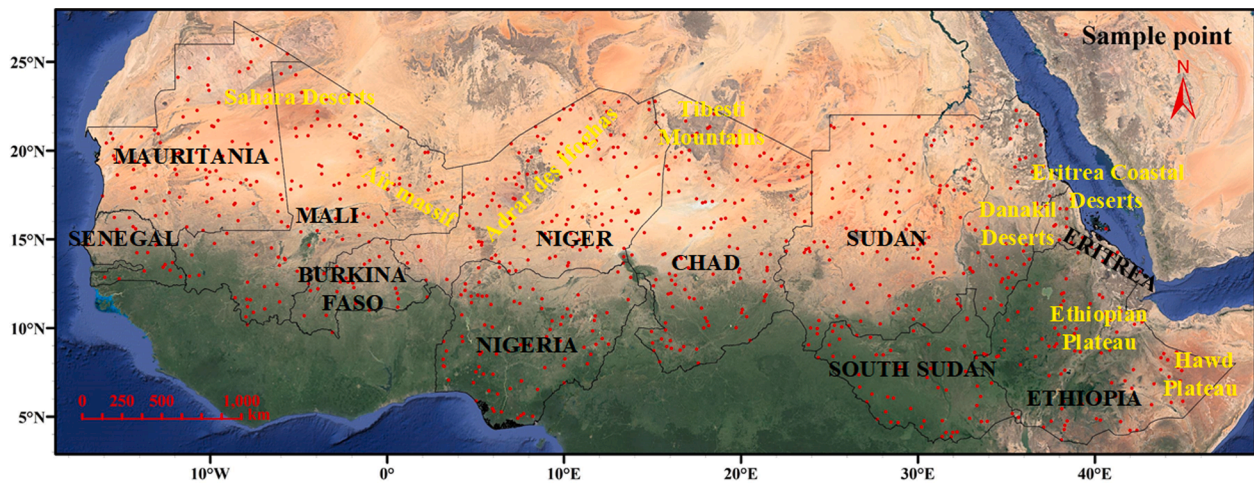 25°N
20°N
15°N
10°N
5°N
Sample point
N
Sahara Deserts
Tibesti
Mountains
MAURITANIA
Air massif
Adrar des Ifoghas
Eritrea Coastal
Deserts
MALI
Danakil
Deserts
SENEGAL
NIGER
SUDAN
ERITREA
CHAD
BURKINA
FASO
Ethiopian
Plateau
NIGERIA
Hawd
Plateau
SOUTH SUDAN
ETHIOPIA
0 250 500 1,000
km
10°W 0° 10°E 20°E 30°E 40°E